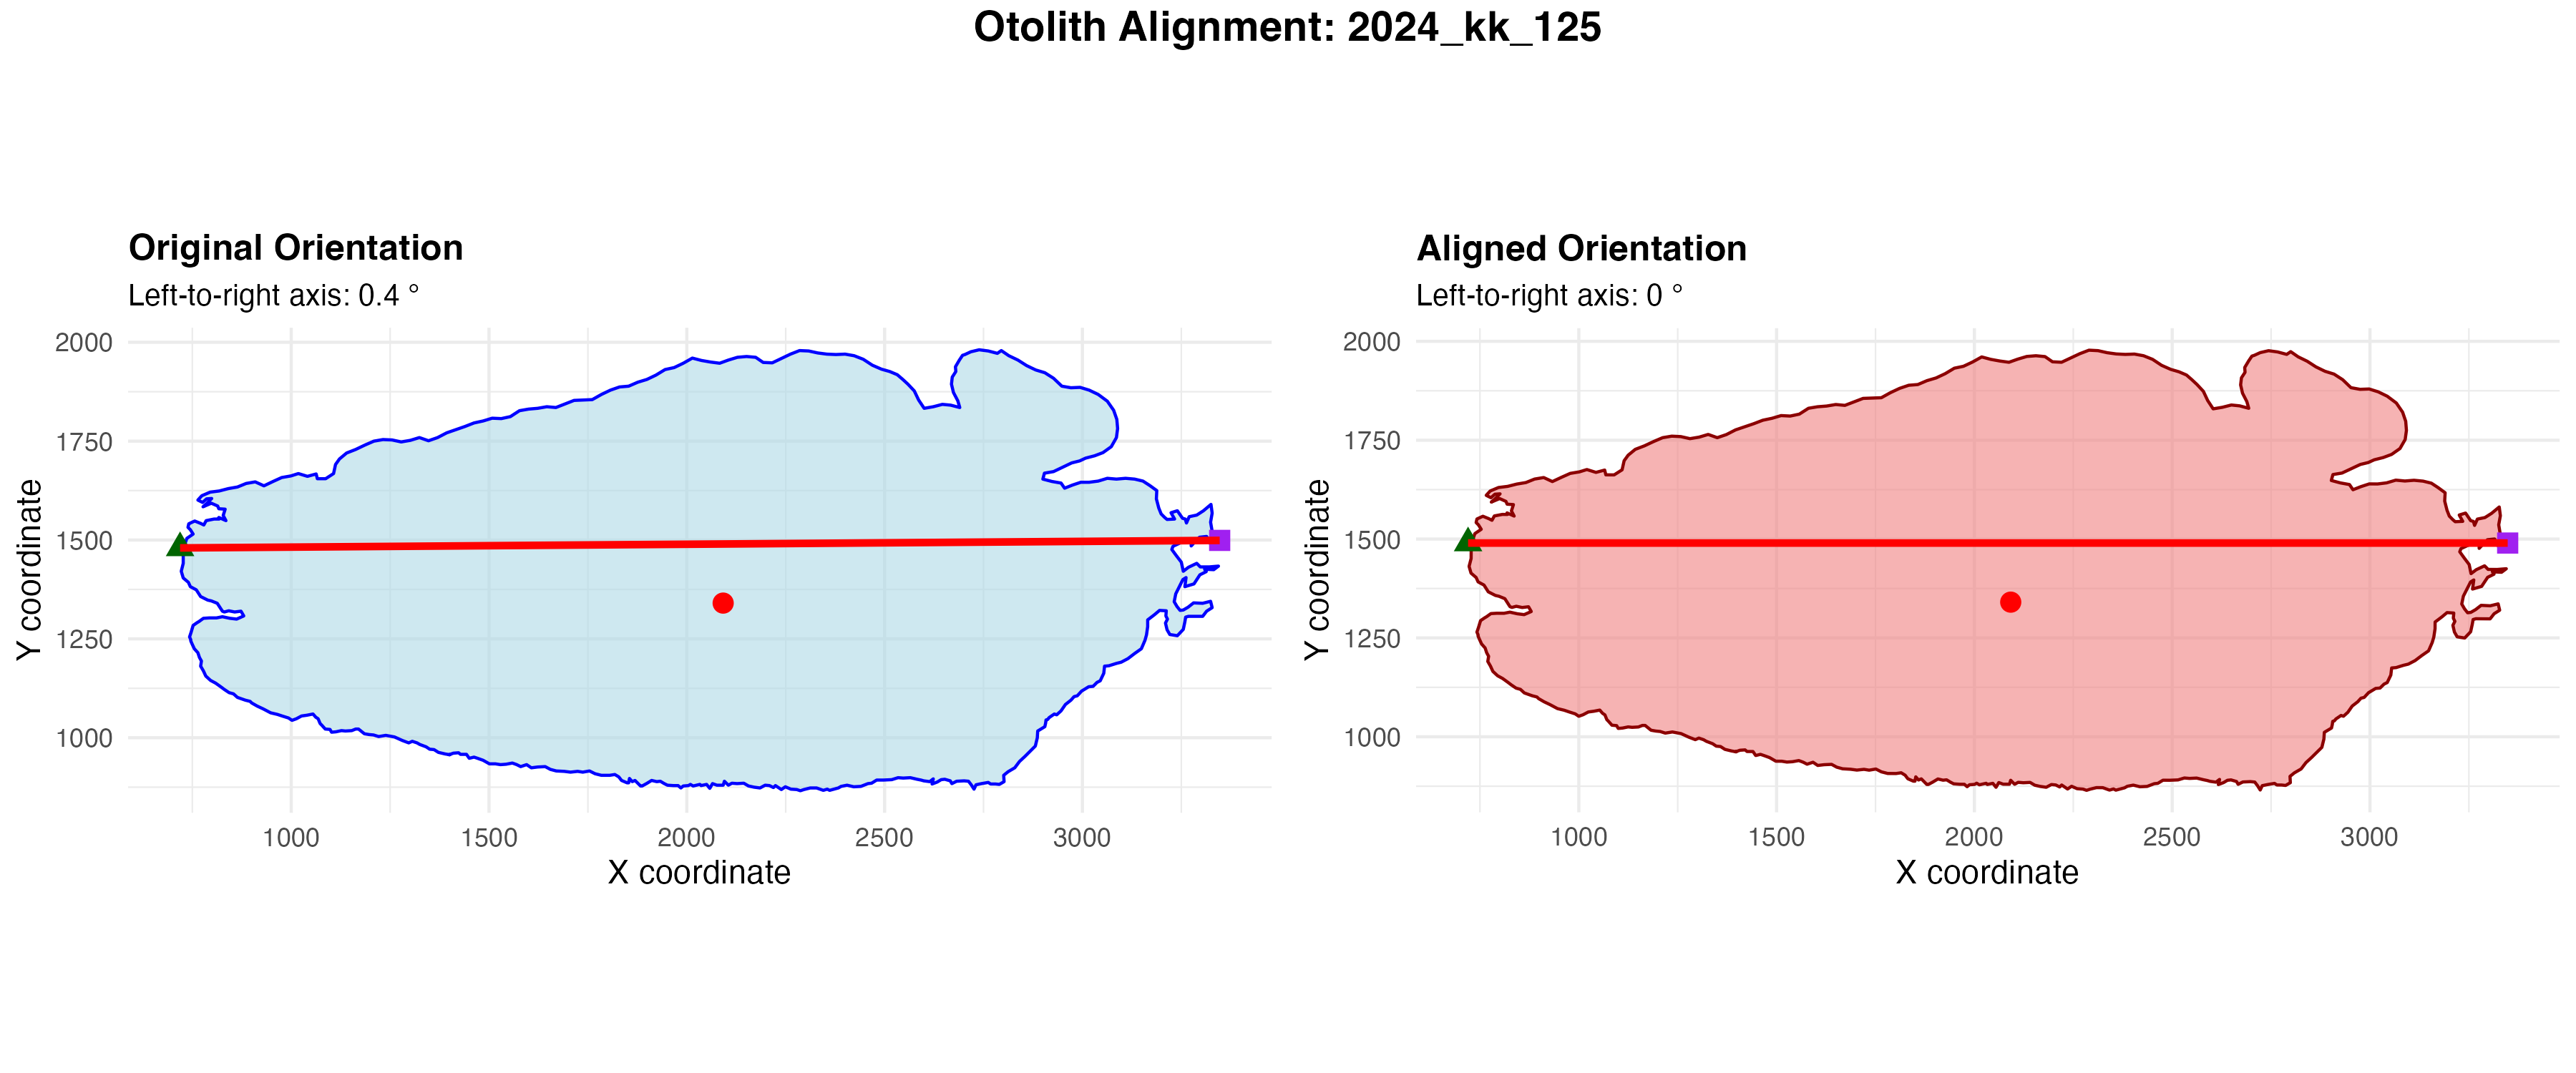 Otolith Alignment: 2024_kk_125
Original Orientation
Left-to-right axis: 0.4 °
2000
1750
1500
1250
1000
Y coordinate
1000 1500 2000 2500 3000
X coordinate
Aligned Orientation
Left-to-right axis: 0 °
2000
1750
1500
1250
1000
Y coordinate
1000 1500 2000 2500 3000
X coordinate